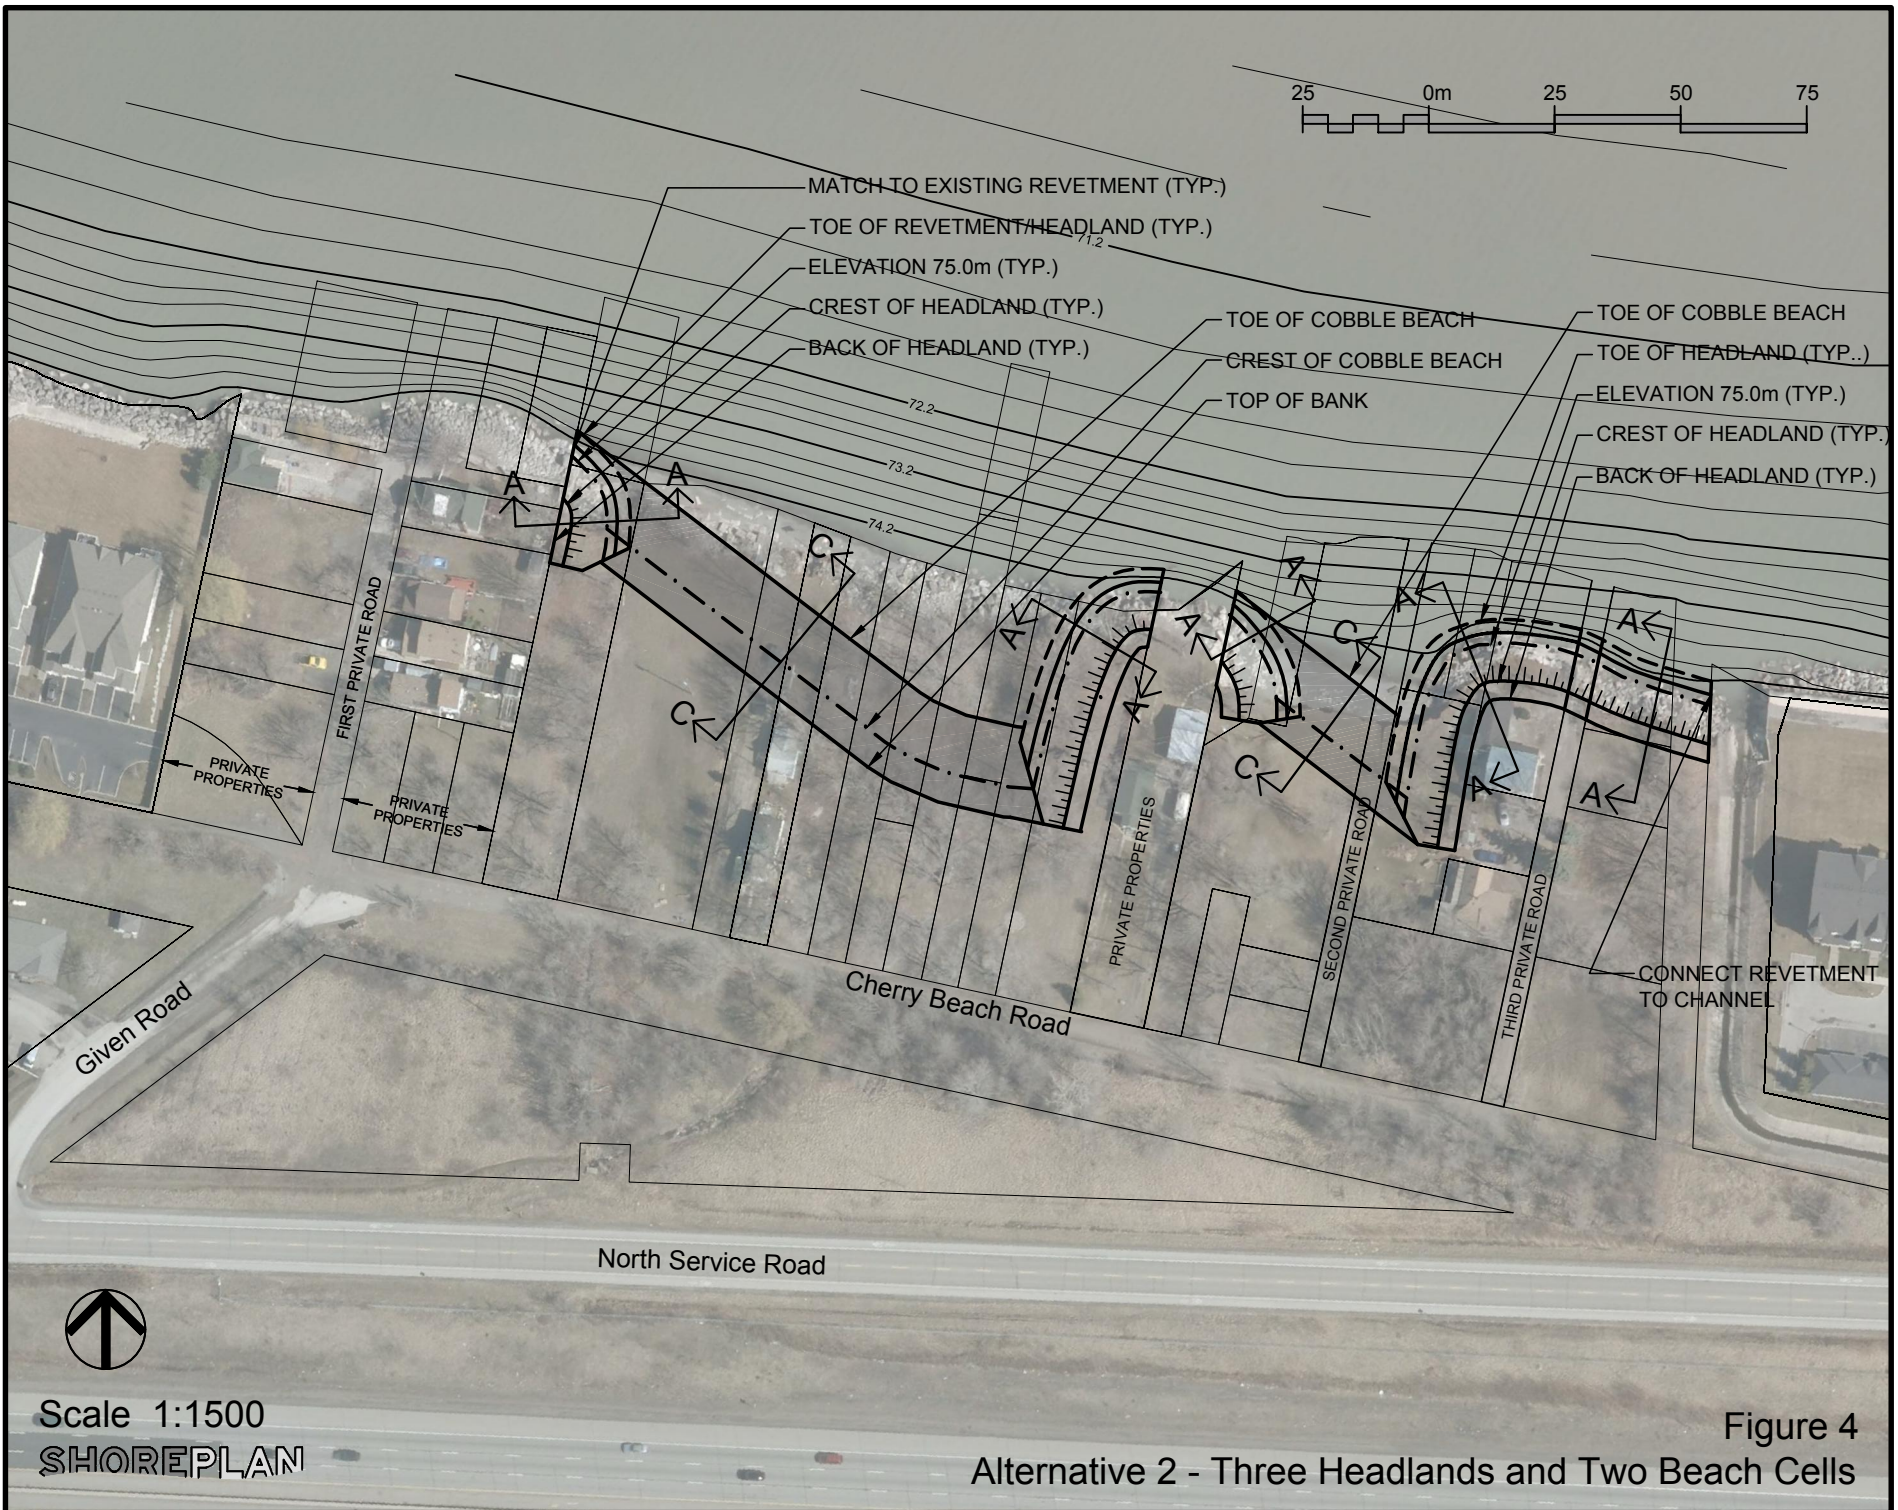 25 0m 25 50 75
MATCH TO EXISTING REVETMENT (TYP.)
TOE OF REVETMENT/HEADLAND (TYP.)
71.2
ELEVATION 75.0m (TYP.)
CREST OF HEADLAND (TYP.)
BACK OF HEADLAND (TYP.)
TOE OF COBBLE BEACH
CREST OF COBBLE BEACH
TOP OF BANK
TOE OF COBBLE BEACH
TOE OF HEADLAND (TYP..)
ELEVATION 75.0m (TYP.)
CREST OF HEADLAND (TYP.)
BACK OF HEADLAND (TYP.)
72.2
73.2
74.2
A
A
C
C
A
A
A
A
C
C
A
A
A
A
FIRST PRIVATE ROAD
PRIVATE
PROPERTIES
PRIVATE
PROPERTIES
PRIVATE PROPERTIES
SECOND PRIVATE ROAD
THIRD PRIVATE ROAD
CONNECT REVETMENT
TO CHANNEL
Cherry Beach Road
Given Road
North Service Road
Scale 1:1500
SHOREPLAN
Figure 4
Alternative 2 - Three Headlands and Two Beach Cells